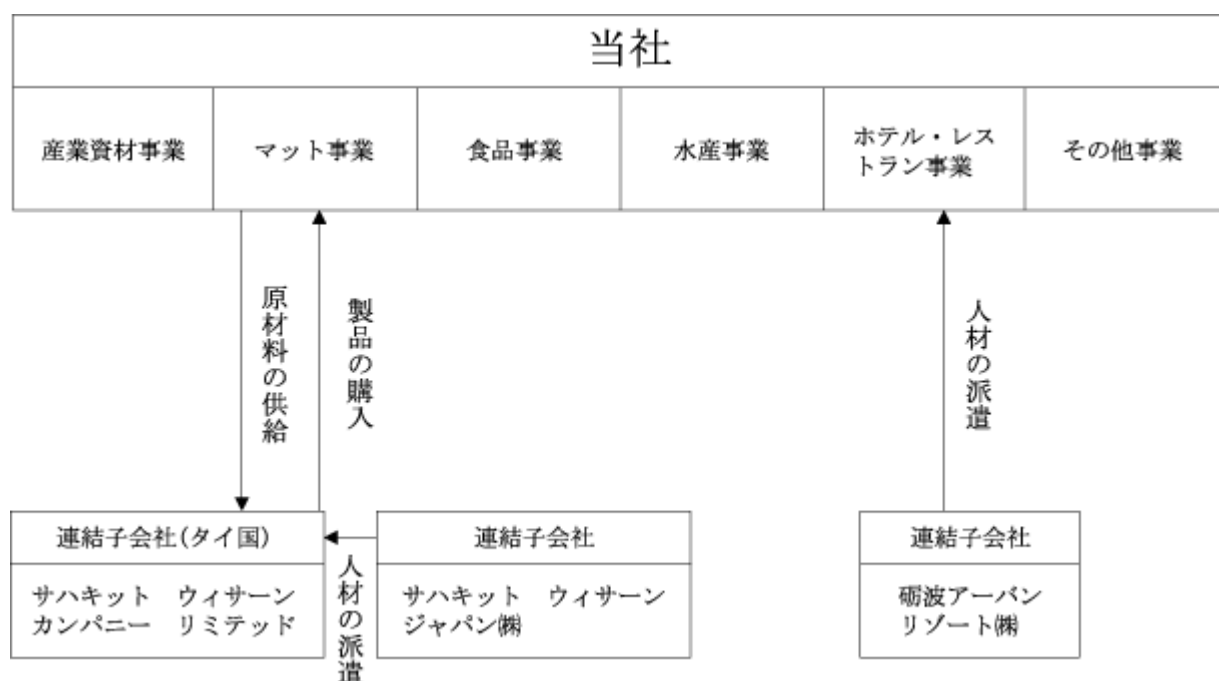 当社
産業資材事業
マット事業
食品事業
水産事業
ホテル・レス
トラン事業
その他事業
原材料の供給
製品の購入
人材の派遣
連結子会社(タイ国)
サハキット　ウィサーン
カンパニー　リミテッド
人材の派遣
連結子会社
サハキット　ウィサーン
ジャパン㈱
連結子会社
砺波アーバン
リゾート㈱